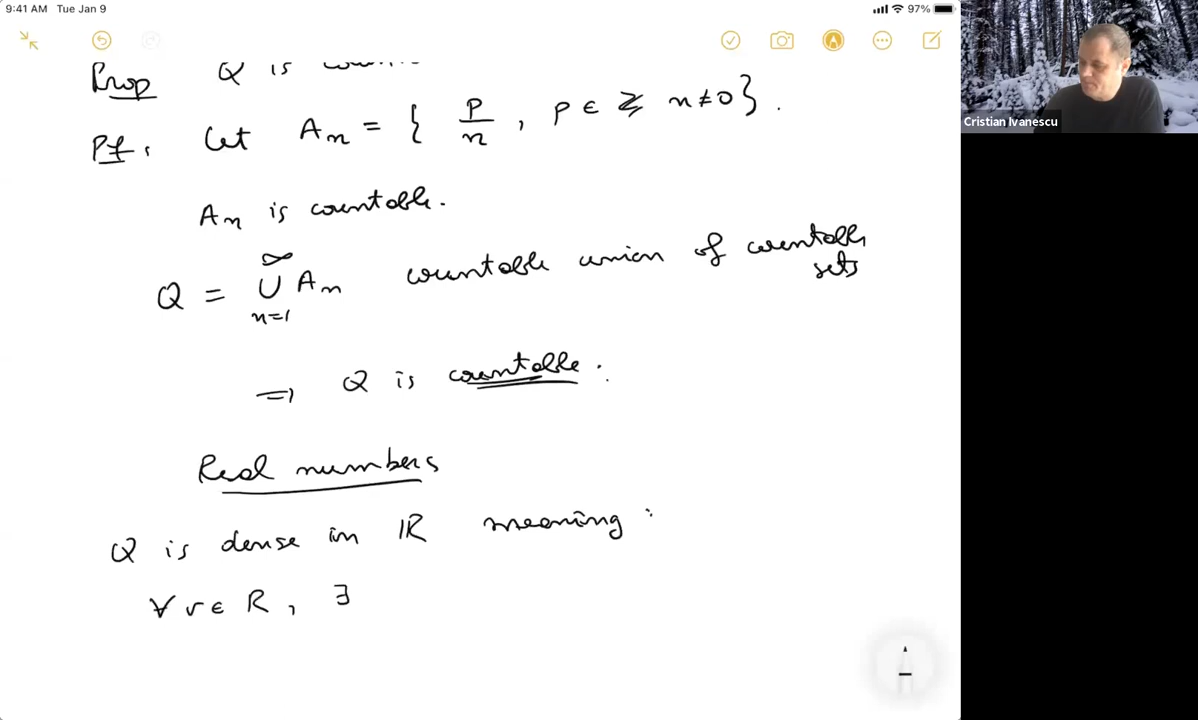 9:41 AM Tue Jan 9
97%
Prop Q is
Pf. Let Aₙ = { p/n , p ∈ ℤ n ≠ 0 } .
Aₙ is countable.
Q = ∞ ∪ n=1 Aₙ countable union of countable
sets
⇒ Q is countable.
Real numbers
Q is dense in ℝ meaning :
∀ r ∈ R , ∃
Cristian Ivanescu